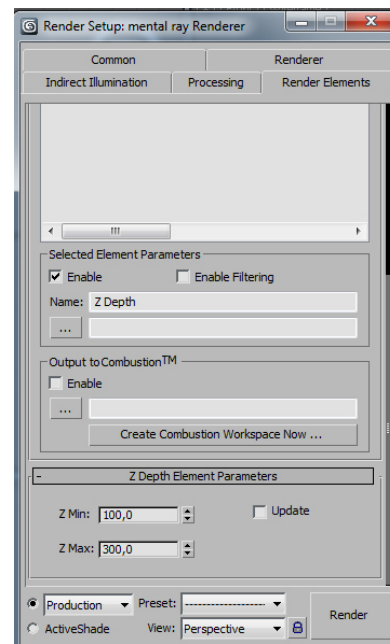 Render Setup: mental ray Renderer
Common Renderer
Indirect Illumination Processing Render Elements
Selected Element Parameters
Enable Enable Filtering
Name: Z Depth
...
Output to Combustion™
Enable
...
Create Combustion Workspace Now ...
- Z Depth Element Parameters
Z Min: 100,0 Update
Z Max: 300,0
Production Preset: -------------------
ActiveShade View: Perspective Render